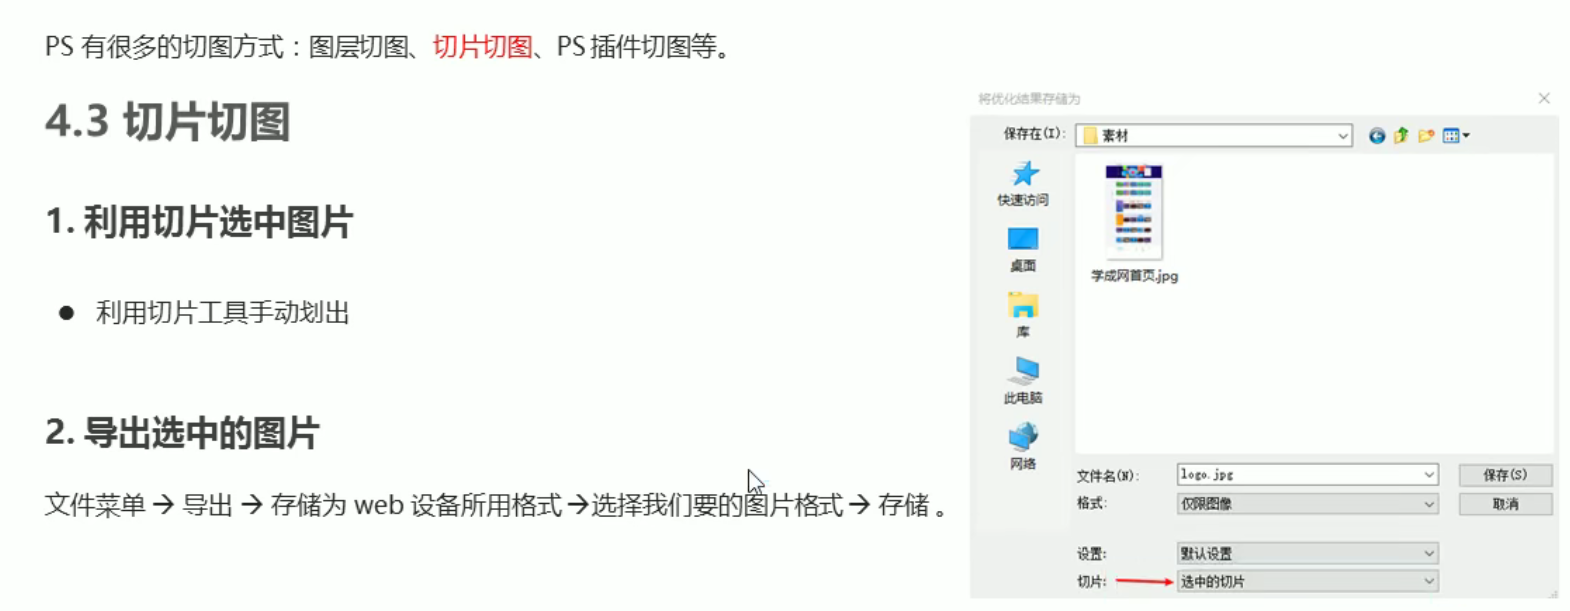 PS 有很多的切图方式：图层切图、切片切图、PS 插件切图等。
4.3 切片切图
1. 利用切片选中图片
● 利用切片工具手动划出
2. 导出选中的图片
文件菜单 → 导出 → 存储为 web 设备所用格式 → 选择我们要的图片格式 → 存储 。
将优化结果存储为
保存在(I): 素材
快速访问
桌面
库
此电脑
网络
学成网首页.jpg
文件名(N): logo.jpg 保存(S)
格式: 仅限图像 取消
设置: 默认设置
切片: 选中的切片